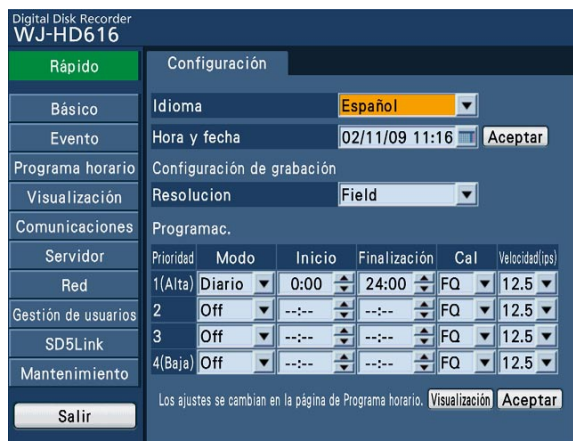 Digital Disk Recorder
WJ-HD616
Rápido
Configuración
Básico
Evento
Programa horario
Visualización
Comunicaciones
Servidor
Red
Gestión de usuarios
SD5Link
Mantenimiento
Salir
Idioma Español
Hora y fecha 02/11/09 11:16 Aceptar
Configuración de grabación
Resolucion Field
Programac.
Prioridad Modo Inicio Finalización Cal Velocidad(ips)
1(Alta) Diario 0:00 24:00 FQ 12.5
2 Off --:-- --:-- FQ 12.5
3 Off --:-- --:-- FQ 12.5
4(Baja) Off --:-- --:-- FQ 12.5
Los ajustes se cambian en la página de Programa horario. Visualización Aceptar